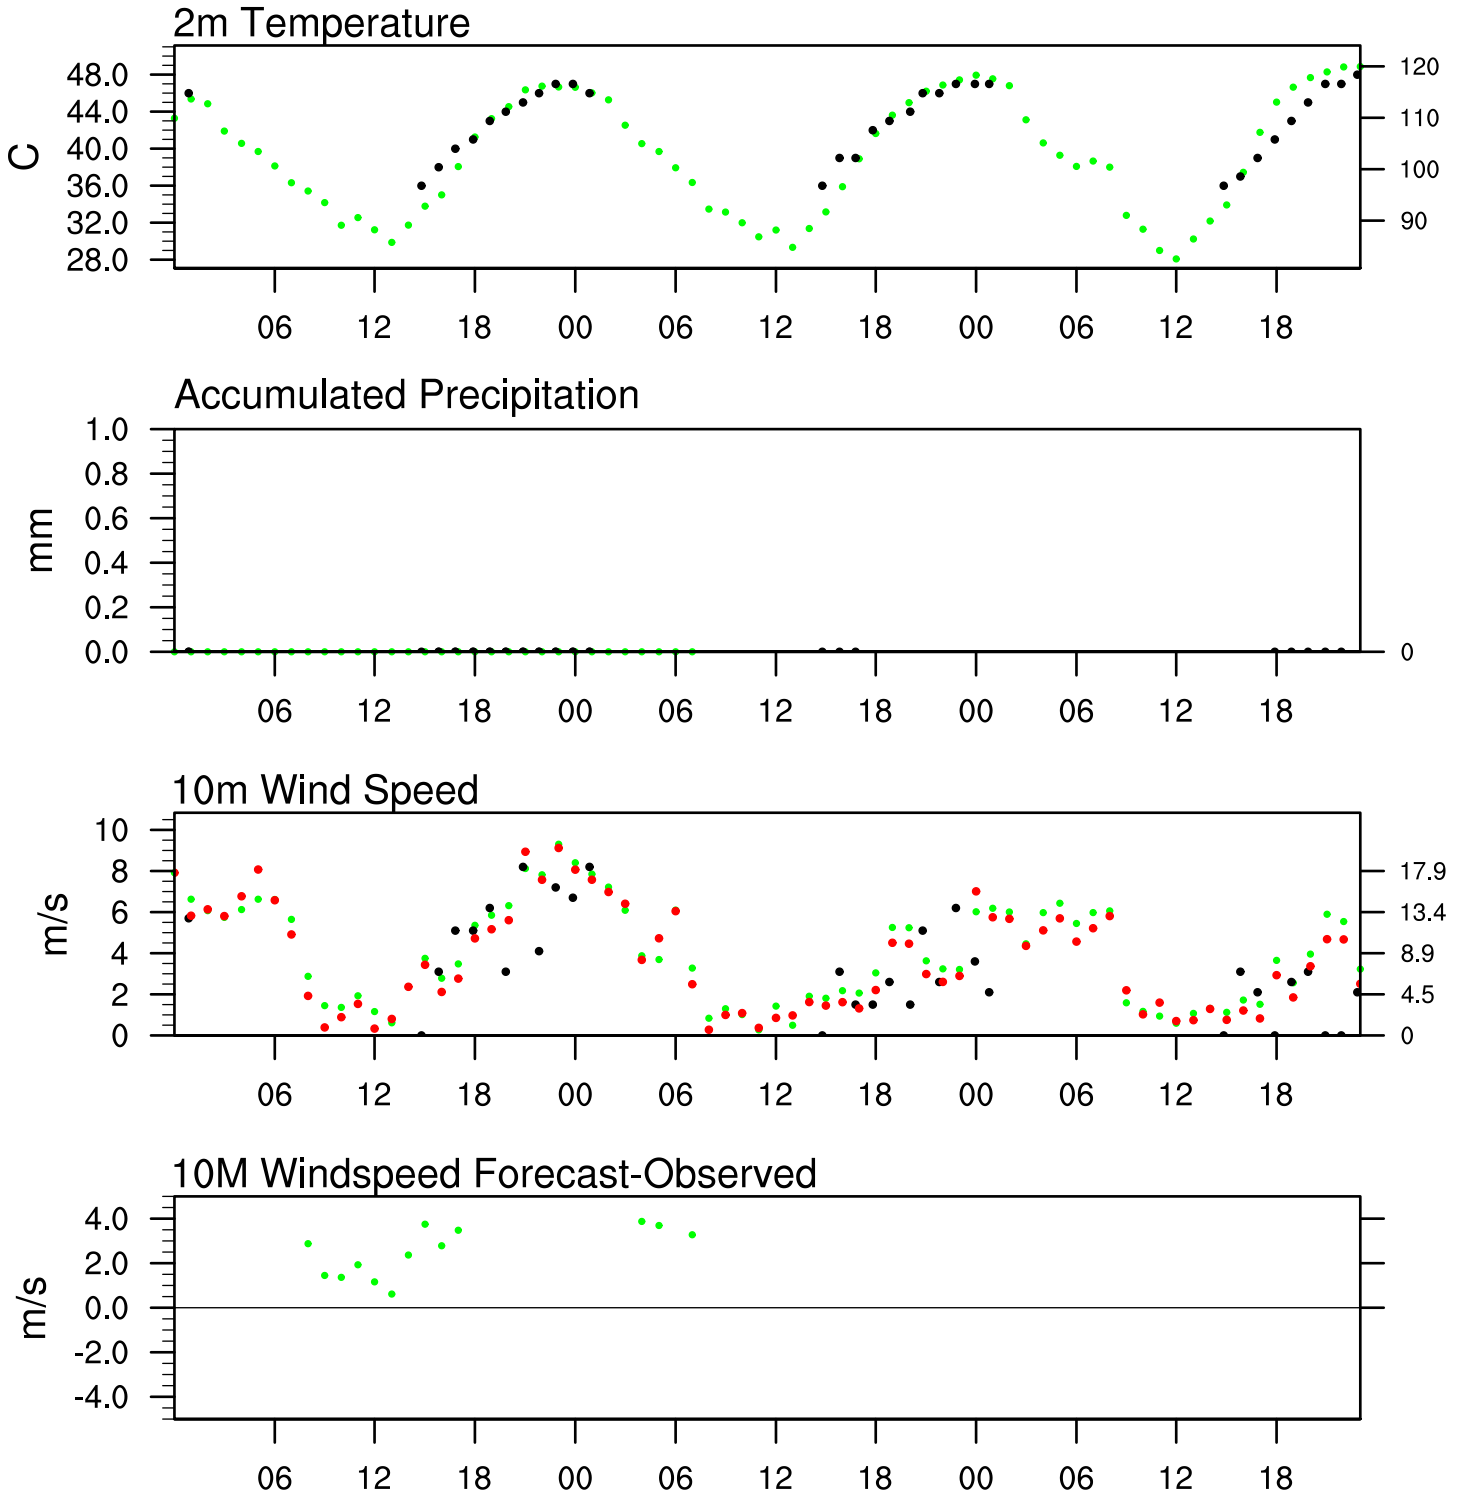 2m Temperature
48.0
44.0
40.0
36.0
32.0
28.0
C
120
110
100
90
06 12 18 00 06 12 18 00 06 12 18
Accumulated Precipitation
1.0
0.8
0.6
0.4
0.2
0.0
mm
0
06 12 18 00 06 12 18 00 06 12 18
10m Wind Speed
10
8
6
4
2
0
m/s
17.9
13.4
8.9
4.5
0
06 12 18 00 06 12 18 00 06 12 18
10M Windspeed Forecast-Observed
4.0
2.0
0.0
-2.0
-4.0
m/s
06 12 18 00 06 12 18 00 06 12 18